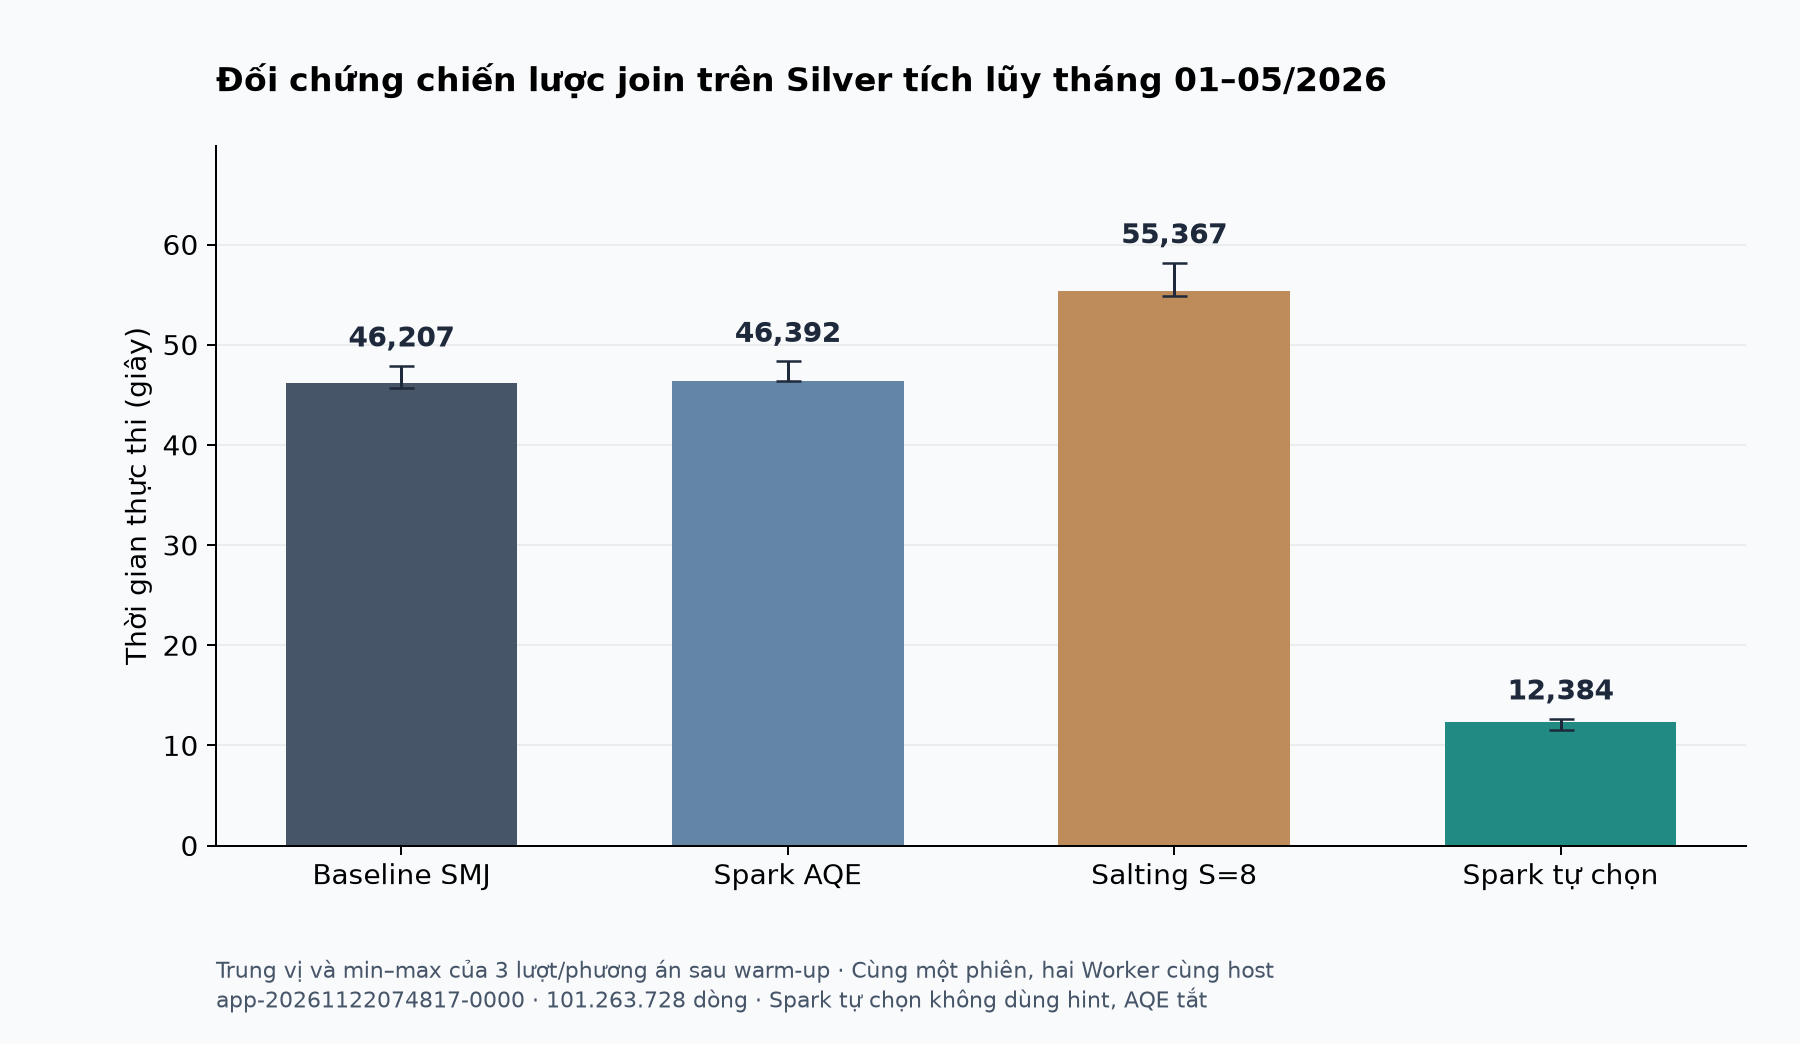 Đối chứng chiến lược join trên Silver tích lũy tháng 01–05/2026
Thời gian thực thi (giây)
60
50
40
30
20
10
0
46,207
46,392
55,367
12,384
Baseline SMJ
Spark AQE
Salting S=8
Spark tự chọn
Trung vị và min–max của 3 lượt/phương án sau warm-up · Cùng một phiên, hai Worker cùng host
app-20261122074817-0000 · 101.263.728 dòng · Spark tự chọn không dùng hint, AQE tắt